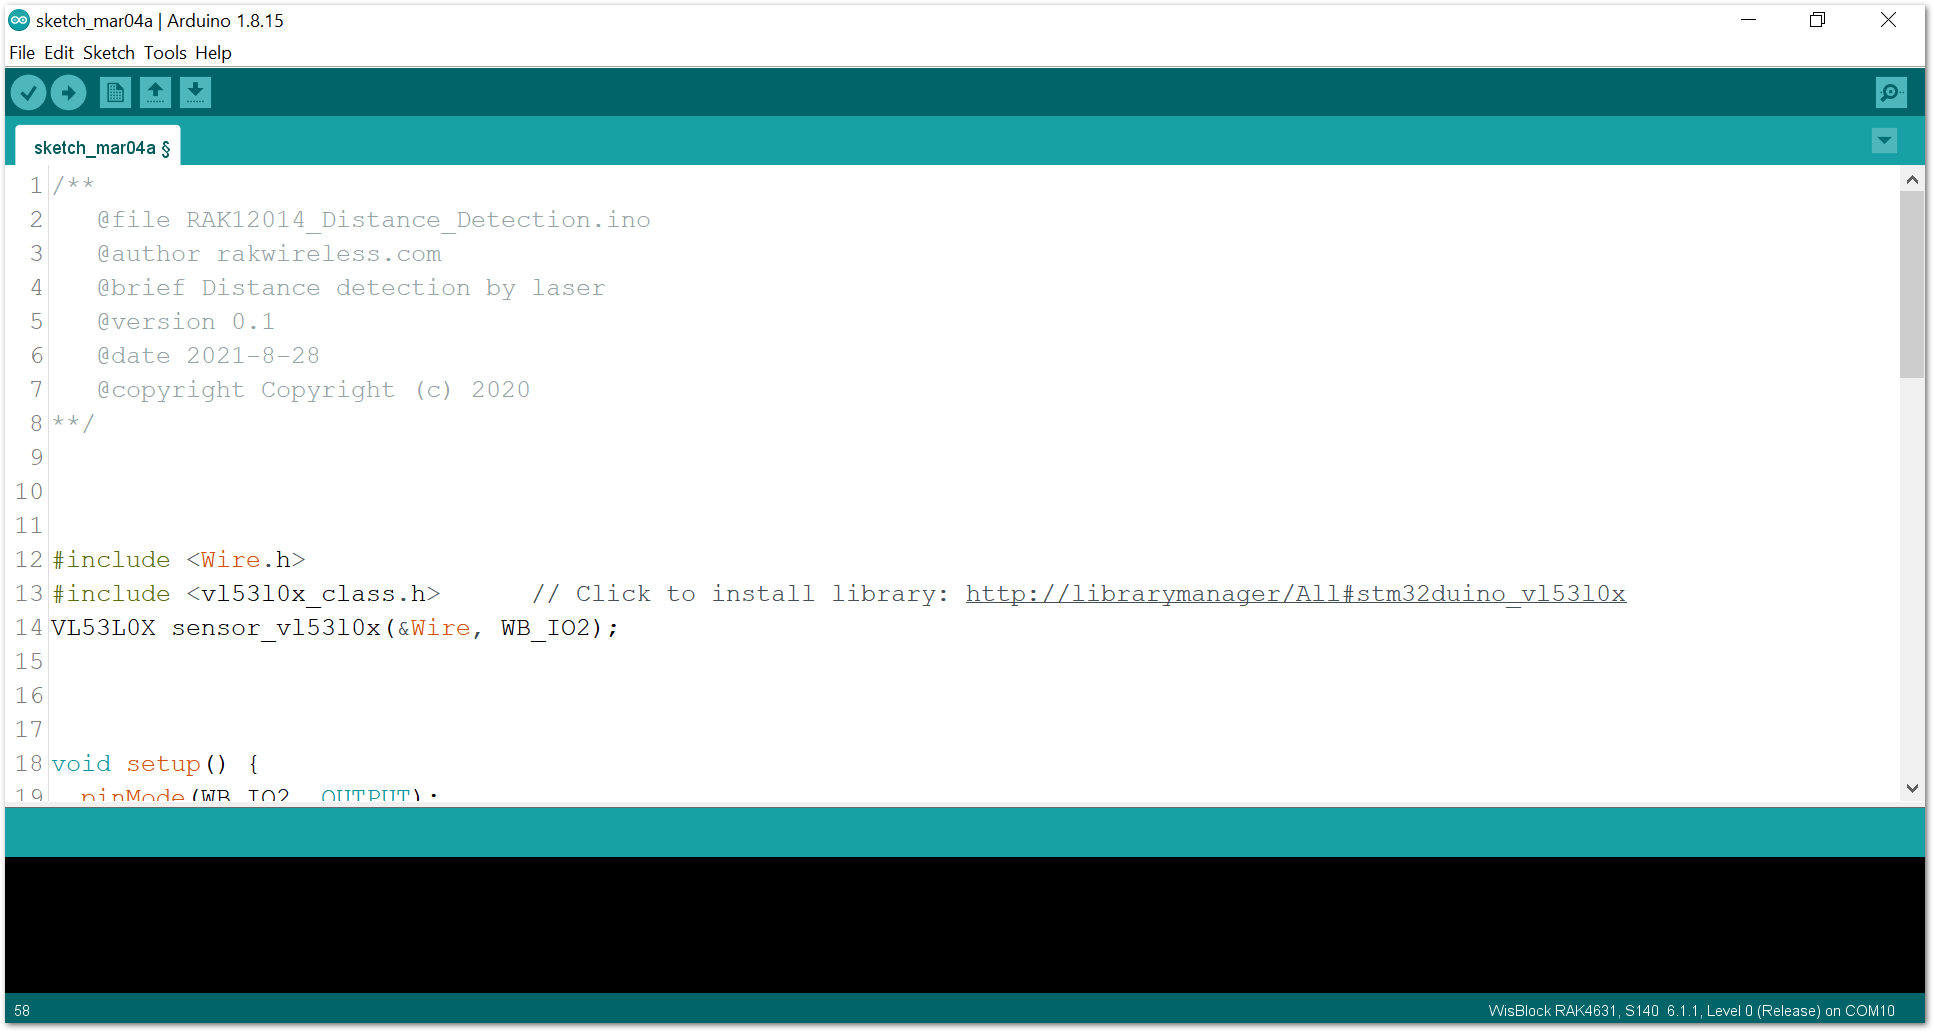 sketch_mar04a | Arduino 1.8.15
File Edit Sketch Tools Help
sketch_mar04a §
1 /**
2    @file RAK12014_Distance_Detection.ino
3    @author rakwireless.com
4    @brief Distance detection by laser
5    @version 0.1
6    @date 2021-8-28
7    @copyright Copyright (c) 2020
8 **/
9
10
11
12 #include <Wire.h>
13 #include <vl53l0x_class.h>      // Click to install library: http://librarymanager/All#stm32duino_vl53l0x
14 VL53L0X sensor_vl53l0x(&Wire, WB_IO2);
15
16
17
18 void setup() {
19   pinMode(WB_IO2, OUTPUT);
58
WisBlock RAK4631, S140  6.1.1, Level 0 (Release) on COM10